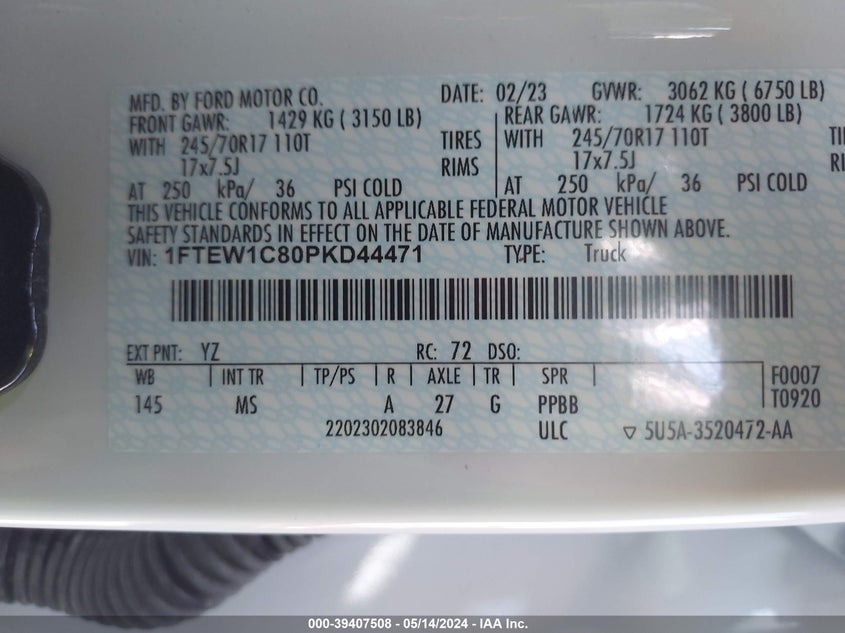 MFD. BY FORD MOTOR CO. DATE: 02/23 GVWR: 3062 KG ( 6750 LB)
FRONT GAWR: 1429 KG ( 3150 LB) REAR GAWR: 1724 KG ( 3800 LB)
WITH 245/70R17 110T TIRES WITH 245/70R17 110T
17x7.5J RIMS 17x7.5J
AT 250 kPa/ 36 PSI COLD AT 250 kPa/ 36 PSI COLD
THIS VEHICLE CONFORMS TO ALL APPLICABLE FEDERAL MOTOR VEHICLE
SAFETY STANDARDS IN EFFECT ON THE DATE OF MANUFACTURE SHOWN ABOVE.
VIN: 1FTEW1C80PKD44471 TYPE: Truck
EXT PNT: YZ RC: 72 DSO:
WB INT TR TP/PS R AXLE TR SPR F0007
145 MS A 27 G PPBB T0920
2202302083846 ULC ▽ 5U5A-3520472-AA
000-39407508 - 05/14/2024 - IAA Inc.